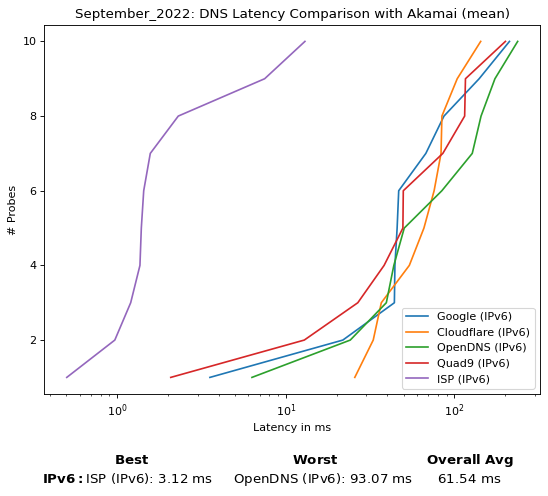 September_2022: DNS Latency Comparison with Akamai (mean)
10
8
6
4
2
# Probes
10⁰
10¹
10²
Latency in ms
Google (IPv6)
Cloudflare (IPv6)
OpenDNS (IPv6)
Quad9 (IPv6)
ISP (IPv6)
Best Worst Overall Avg
IPv6: ISP (IPv6): 3.12 ms OpenDNS (IPv6): 93.07 ms 61.54 ms